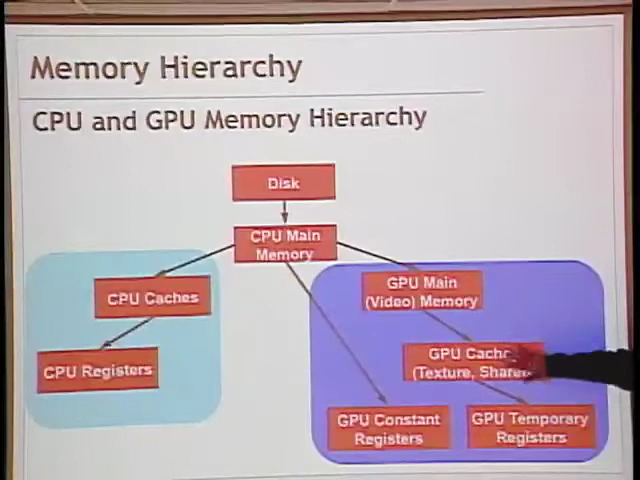 Memory Hierarchy
CPU and GPU Memory Hierarchy
Disk
CPU Main
Memory
CPU Caches
CPU Registers
GPU Main
(Video) Memory
GPU
(Texture,
GPU Constant
Registers
GPU Temporary
Registers